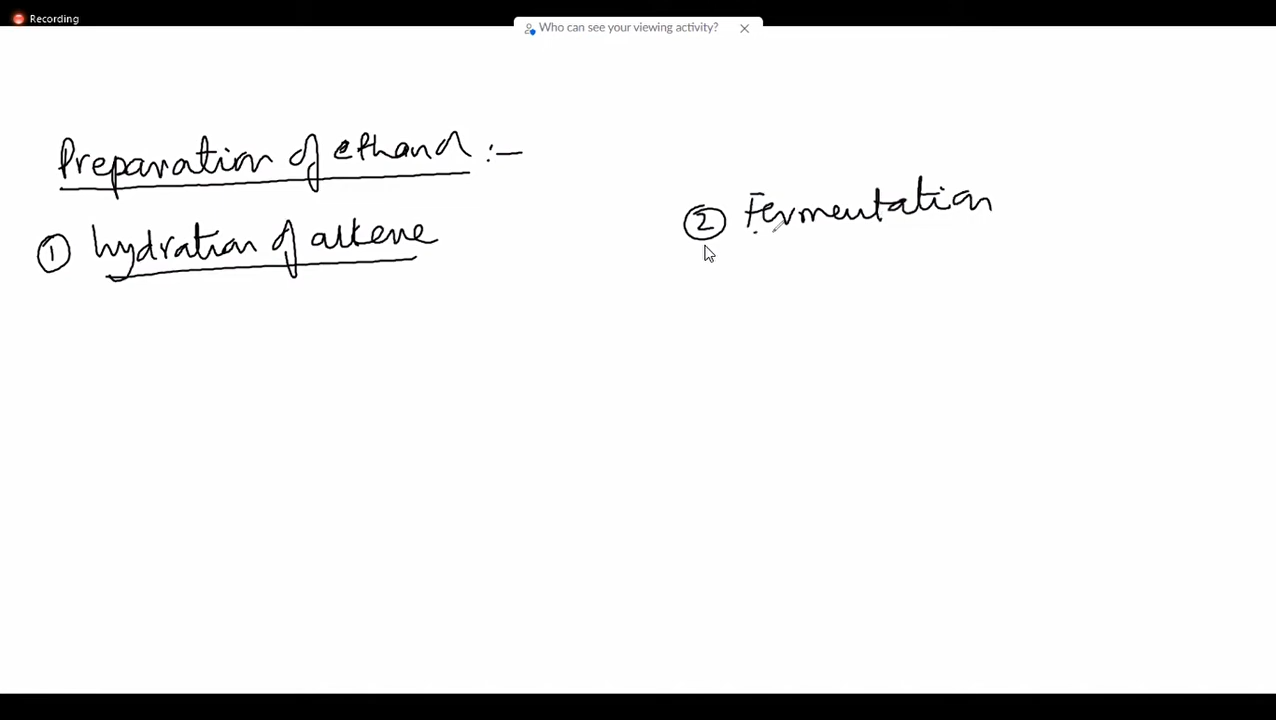 Recording
Who can see your viewing activity?
Preparation of ethanol :-
① hydration of alkene
② Fermentation